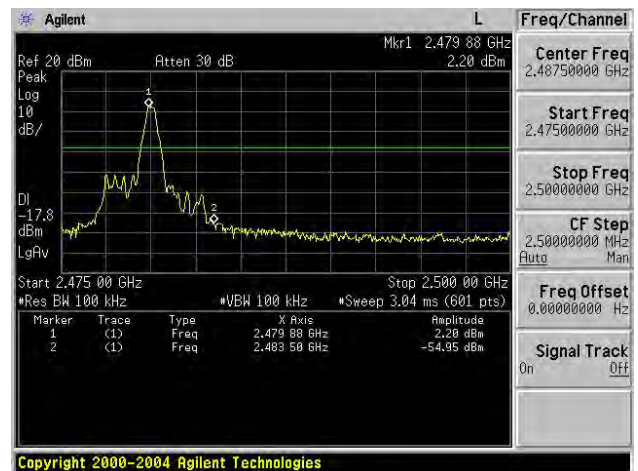 Agilent L Freq/Channel
Mkr1 2.479 88 GHz
Ref 20 dBm Atten 30 dB 2.20 dBm
Peak
Log
10
dB/
1
2
DI
-17.8
dBm
LgAv
Start 2.475 00 GHz Stop 2.500 00 GHz
#Res BW 100 kHz #VBW 100 kHz #Sweep 3.04 ms (601 pts)
Marker Trace Type X Axis Amplitude
1 (1) Freq 2.479 88 GHz 2.20 dBm
2 (1) Freq 2.483 50 GHz -54.95 dBm
Center Freq
2.48750000 GHz
Start Freq
2.47500000 GHz
Stop Freq
2.50000000 GHz
CF Step
2.50000000 MHz
Auto Man
Freq Offset
0.00000000 Hz
Signal Track
On Off
Copyright 2000-2004 Agilent Technologies